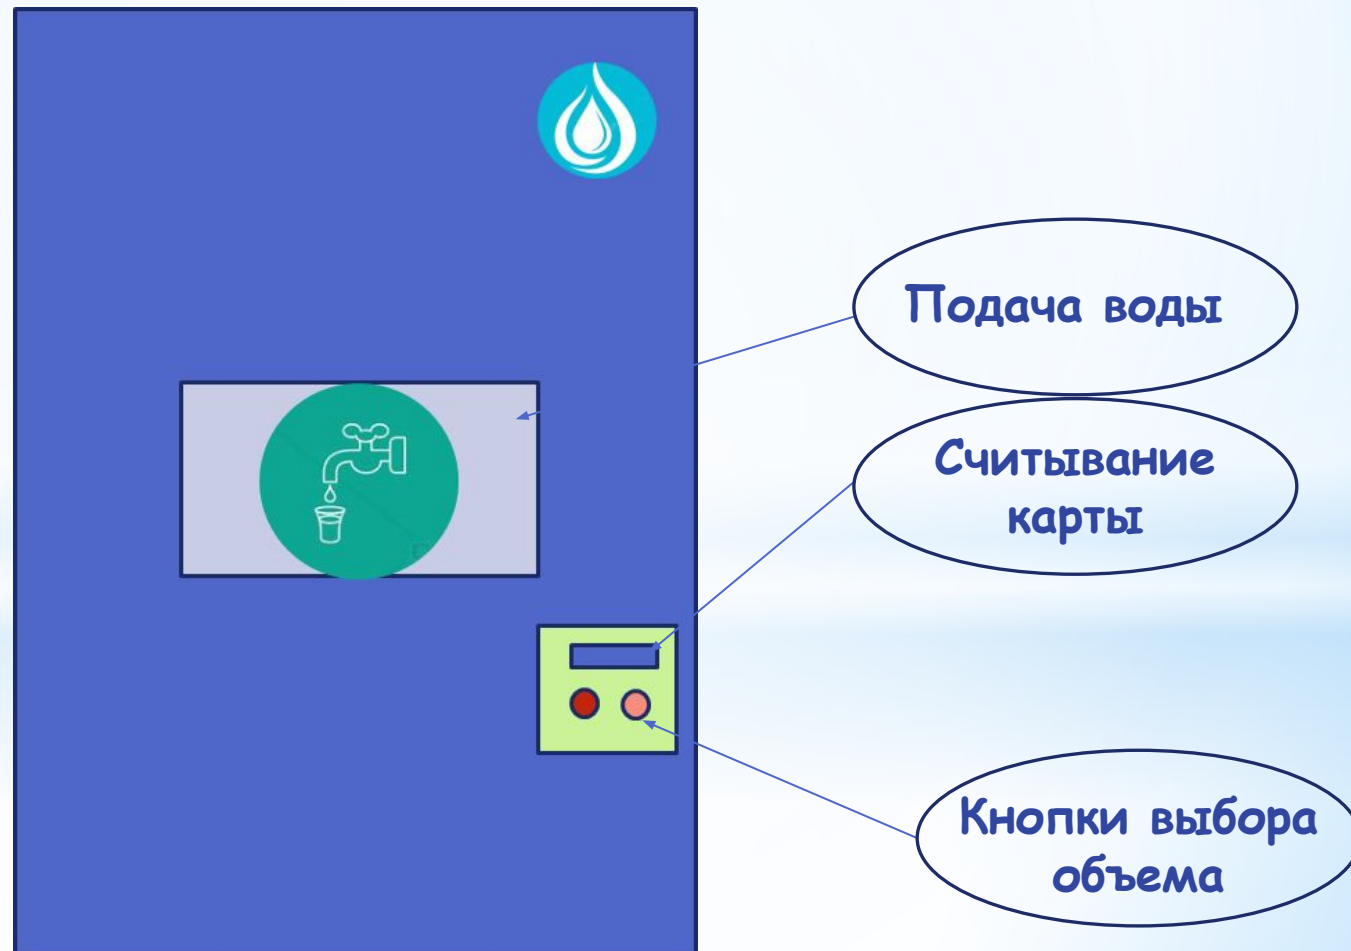 Подача воды
Считывание
карты
Кнопки выбора
объема